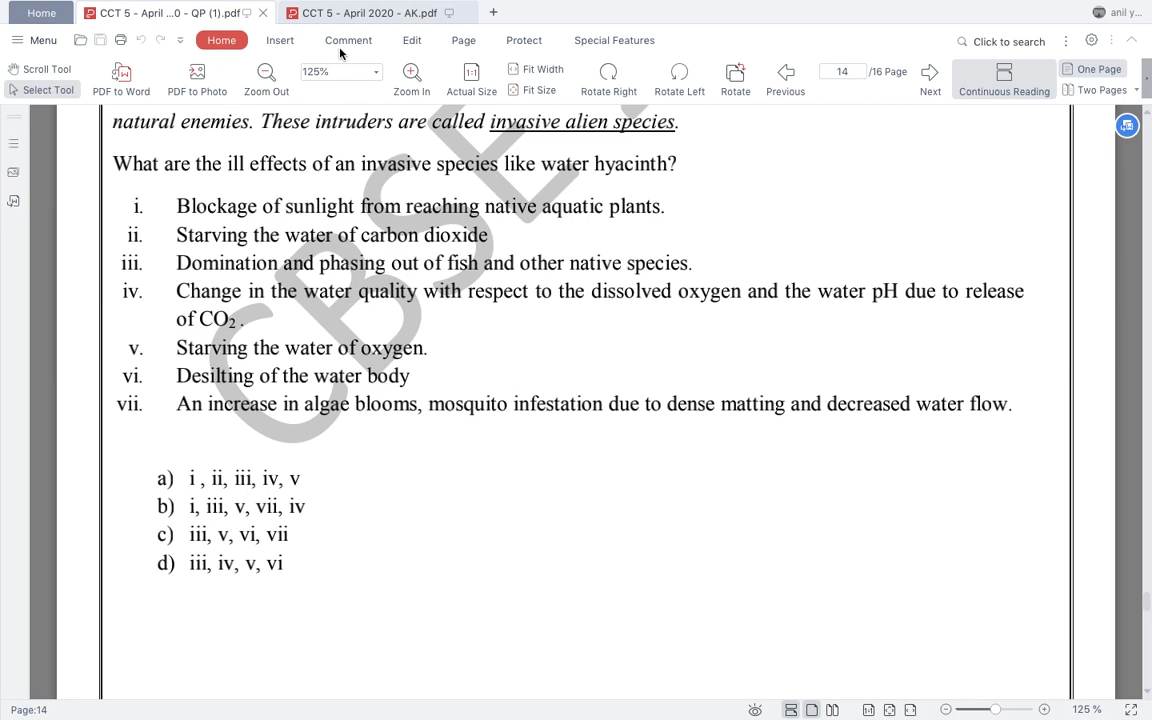 Home
CCT 5 - April ...0 - QP (1).pdf
CCT 5 - April 2020 - AK.pdf
anil y...
Menu
Home
Insert
Comment
Edit
Page
Protect
Special Features
Click to search
Scroll Tool
Select Tool
PDF to Word
PDF to Photo
Zoom Out
125%
Zoom In
1:1
Actual Size
Fit Width
Fit Size
Rotate Right
Rotate Left
Rotate
Previous
14 /16 Page
Next
Continuous Reading
One Page
Two Pages
natural enemies. These intruders are called invasive alien species.
What are the ill effects of an invasive species like water hyacinth?
i. Blockage of sunlight from reaching native aquatic plants.
ii. Starving the water of carbon dioxide
iii. Domination and phasing out of fish and other native species.
iv. Change in the water quality with respect to the dissolved oxygen and the water pH due to release
of CO₂ .
v. Starving the water of oxygen.
vi. Desilting of the water body
vii. An increase in algae blooms, mosquito infestation due to dense matting and decreased water flow.
a) i , ii, iii, iv, v
b) i, iii, v, vii, iv
c) iii, v, vi, vii
d) iii, iv, v, vi
CBSE
Page:14
125 %